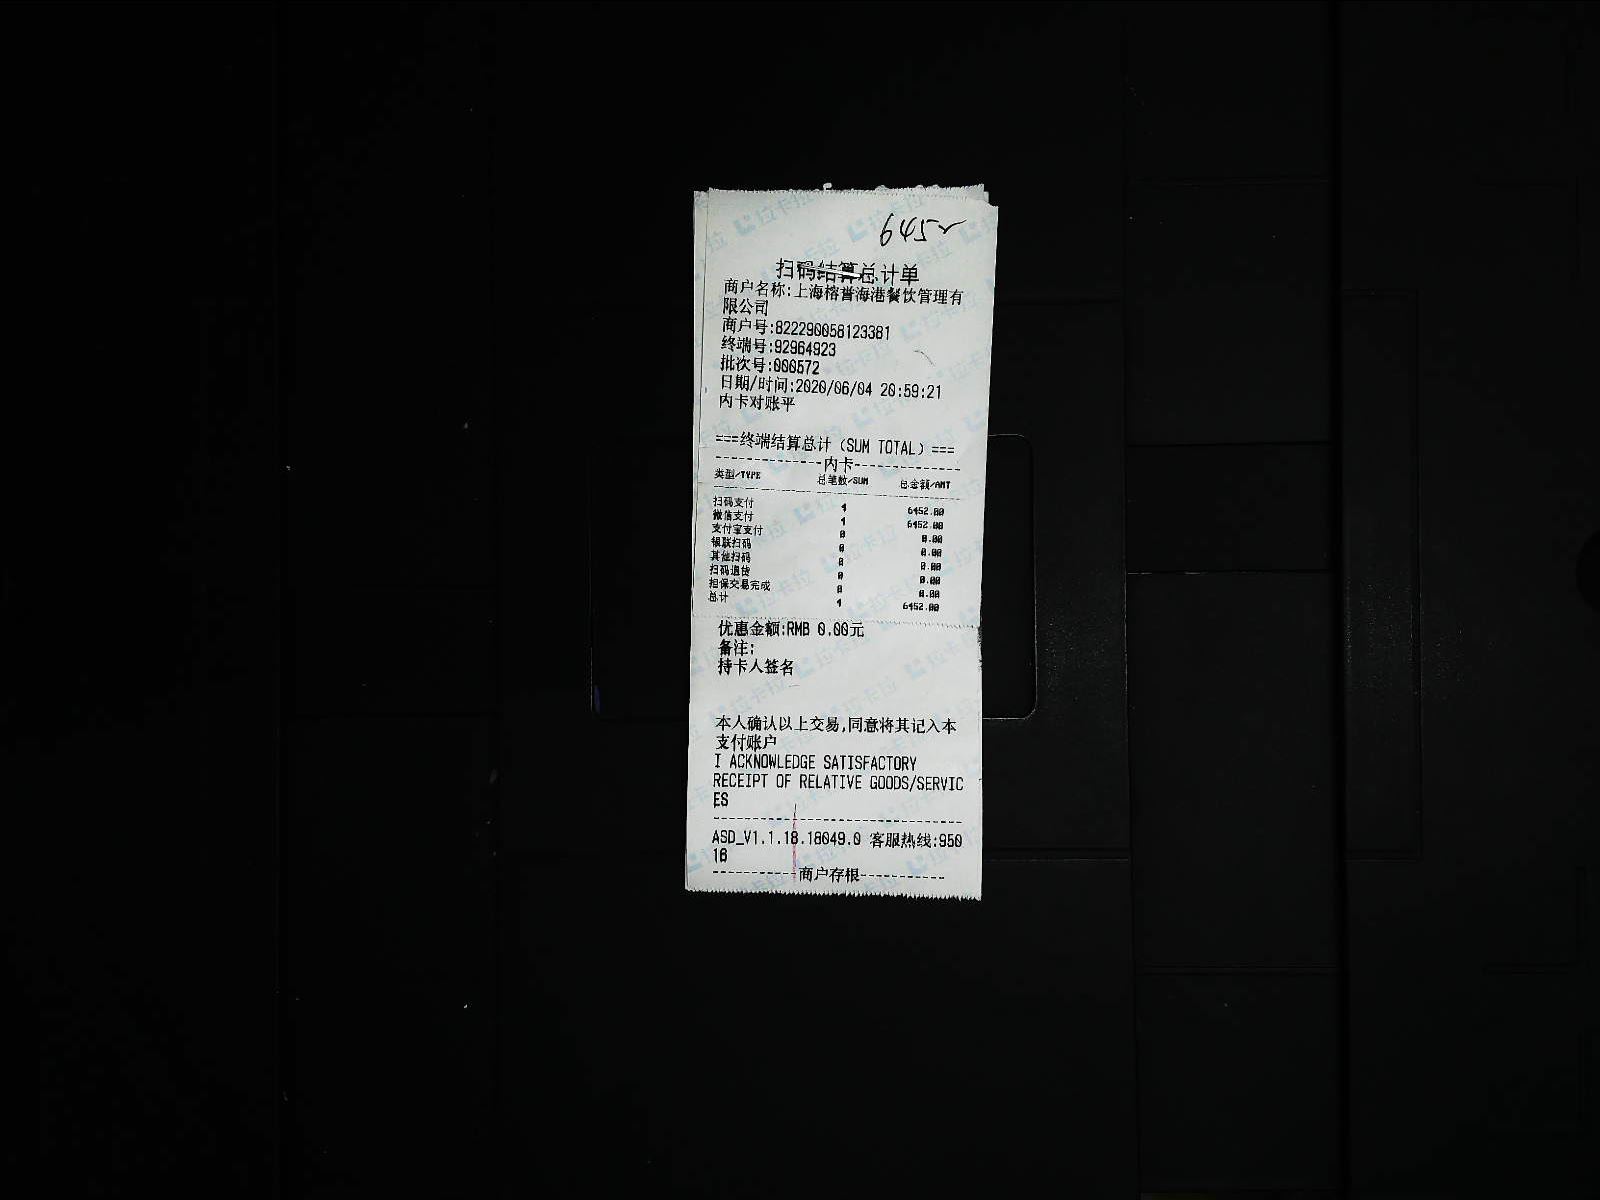 6452
扫码结算总计单
商户名称:上海榕誉海港餐饮管理有
限公司
商户号:822290058123381
终端号:92964923
批次号:000572
日期/时间:2020/06/04 20:59:21
内卡对账平
===终端结算总计（SUM TOTAL）===
--------------内卡--------------
类型/TYPE 总笔数/SUM 总金额/AMT
扫码支付 1 6452.00
微信支付 1 6452.00
支付宝支付 0 0.00
银联扫码 0 0.00
其他扫码 0 0.00
扫码退货 0 0.00
担保交易完成 0 0.00
总计 1 6452.00
优惠金额:RMB 0.00元
备注:
持卡人签名
本人确认以上交易,同意将其记入本
支付账户
I ACKNOWLEDGE SATISFACTORY
RECEIPT OF RELATIVE GOODS/SERVIC
ES
ASD_V1.1.18.18049.0 客服热线:950
16
-----------商户存根-----------